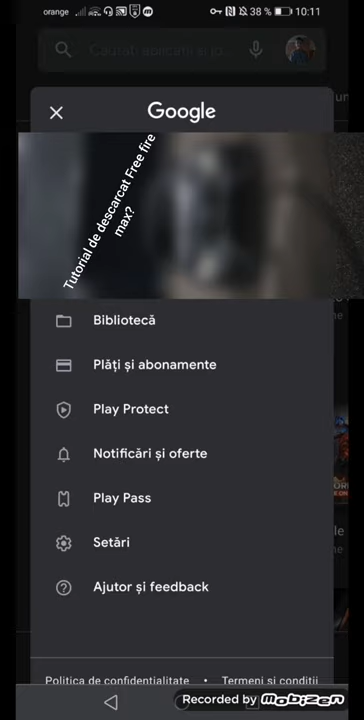 orange
38 %
10:11
Căutați aplicații și jo...
Google
Tutorial de descarcat Free fire
max?
Bibliotecă
Plăți și abonamente
Play Protect
Notificări și oferte
Play Pass
Setări
Ajutor și feedback
Politica de confidențialitate • Termeni și condiții
Recorded by mobizen